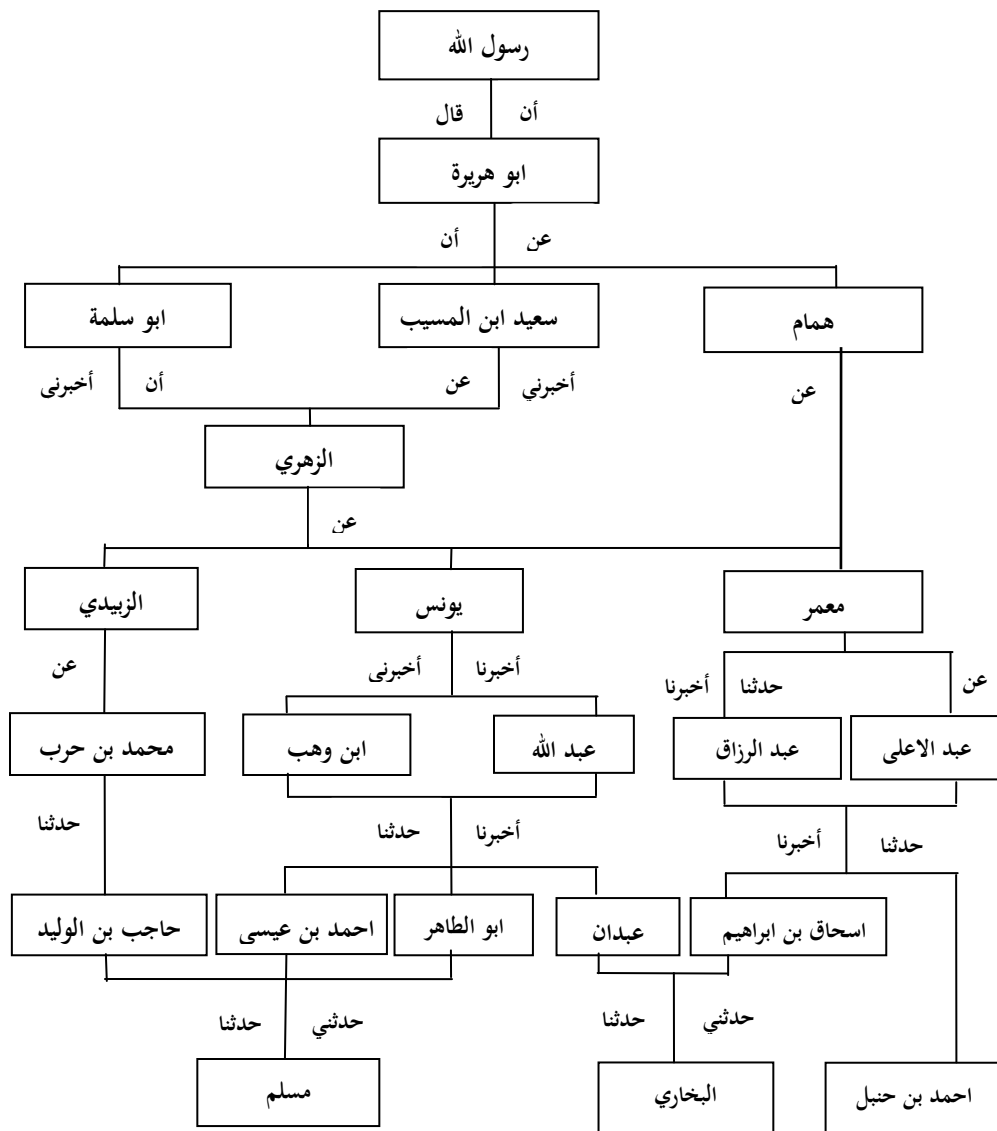 رسول الله
أن قال
ابو هريرة
عن أن
همام سعيد ابن المسيب ابو سلمة
عن أخبرني عن أن أخبرنى
الزهري
عن
معمر يونس الزبيدي
عن حدثنا أخبرنا أخبرنا أخبرنى عن
عبد الاعلى عبد الرزاق عبد الله ابن وهب محمد بن حرب
حدثنا أخبرنا أخبرنا حدثنا حدثنا
اسحاق بن ابراهيم عبدان ابو الطاهر احمد بن عيسى حاجب بن الوليد
حدثني حدثنا حدثني حدثنا
احمد بن حنبل البخاري مسلم